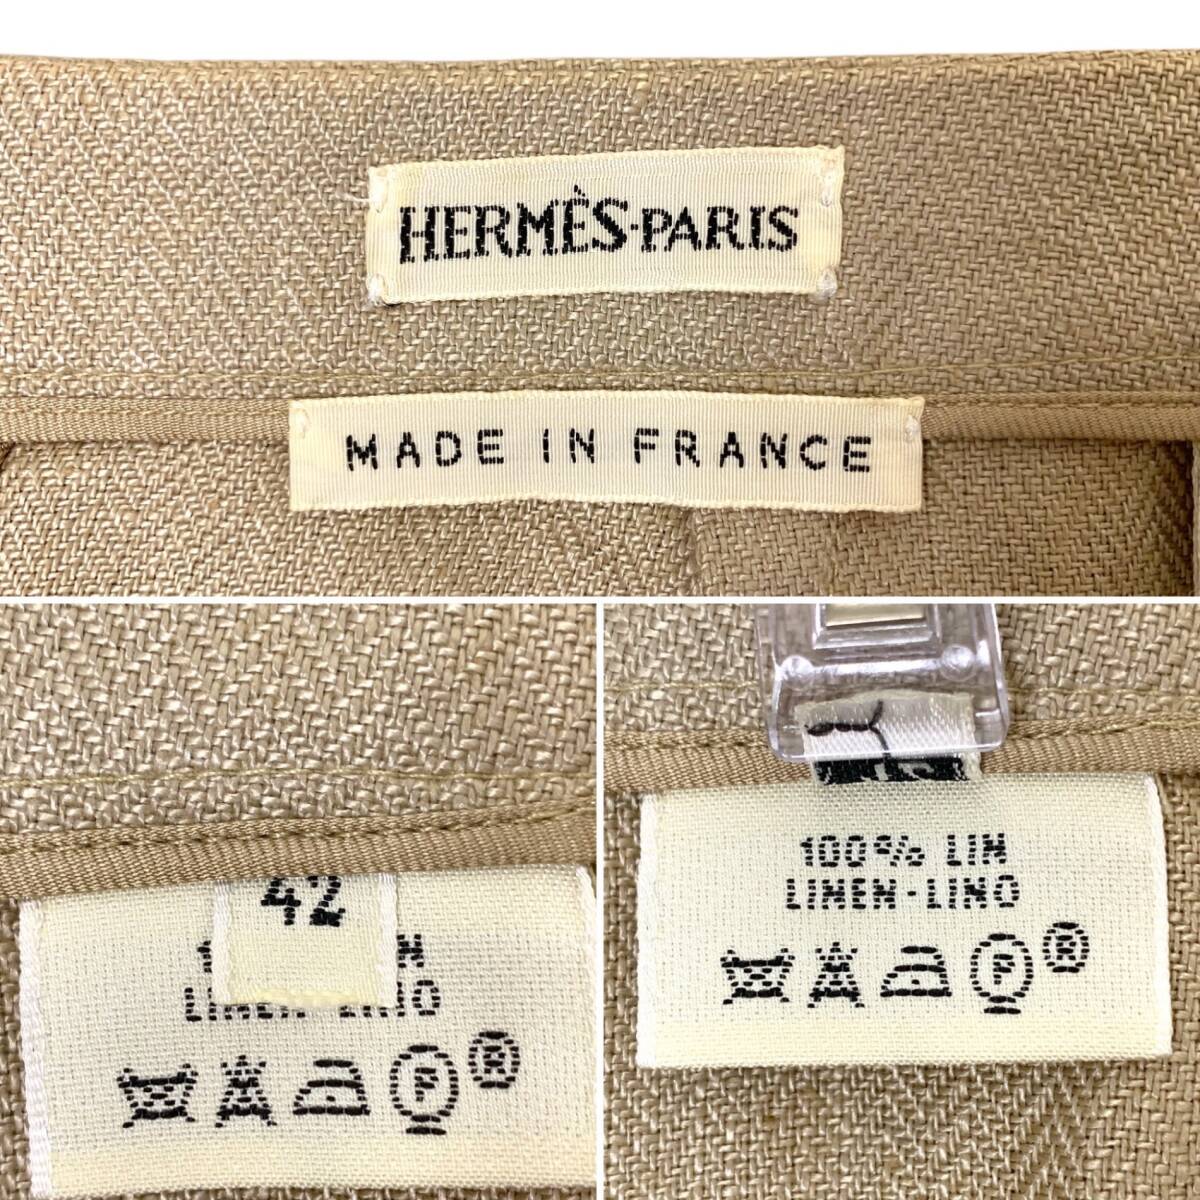 HERMÈS-PARIS
MADE IN FRANCE
42
LINEN-LINO
P ®
100% LIN
LINEN-LINO
P ®